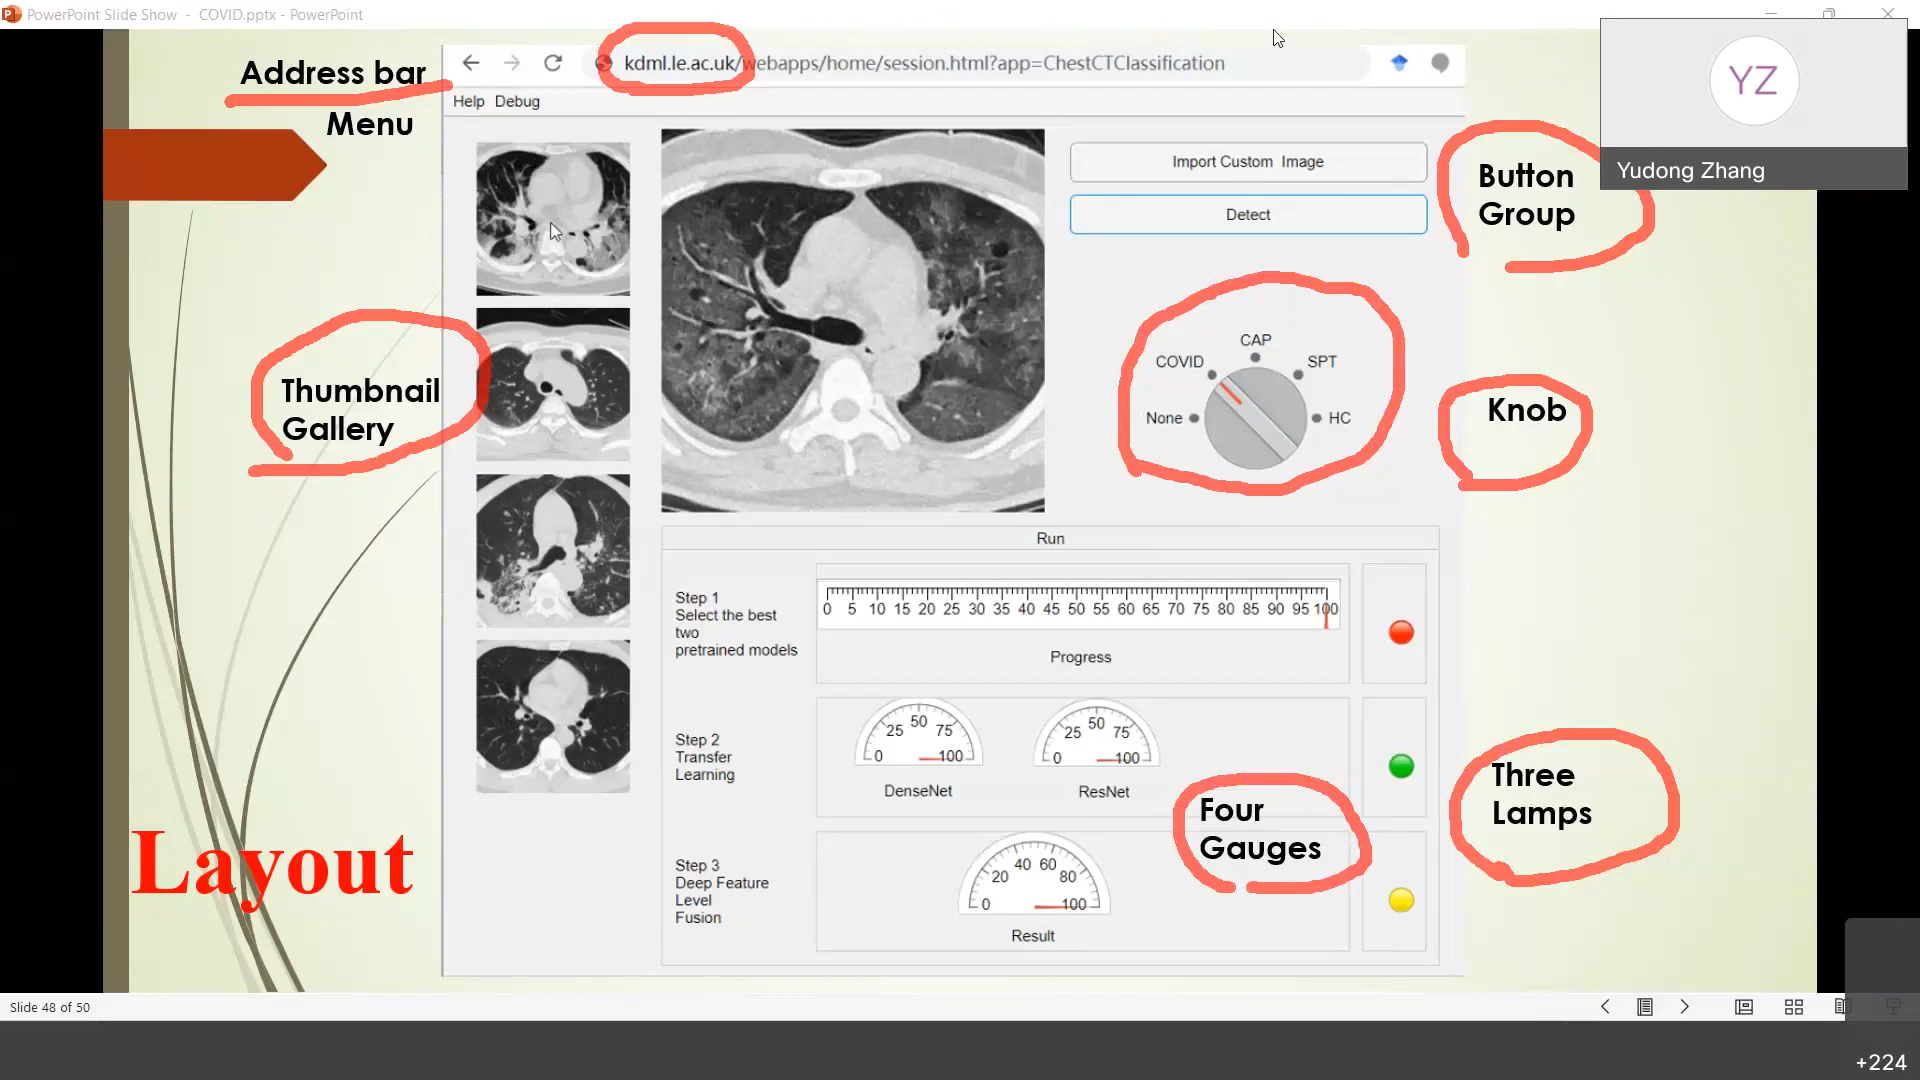 PowerPoint Slide Show - COVID.pptx - PowerPoint
Address bar
kdml.le.ac.uk/webapps/home/session.html?app=ChestCTClassification
Menu
Help Debug
YZ
Yudong Zhang
Import Custom Image
Detect
Button
Group
Thumbnail
Gallery
CAP
COVID
SPT
None
HC
Knob
Run
Step 1
Select the best
two
pretrained models
0 5 10 15 20 25 30 35 40 45 50 55 60 65 70 75 80 85 90 95 100
Progress
Step 2
Transfer
Learning
0 25 50 75 100
DenseNet
0 25 50 75 100
ResNet
Four
Gauges
Three
Lamps
Step 3
Deep Feature
Level
Fusion
0 20 40 60 80 100
Result
Layout
Slide 48 of 50
+224